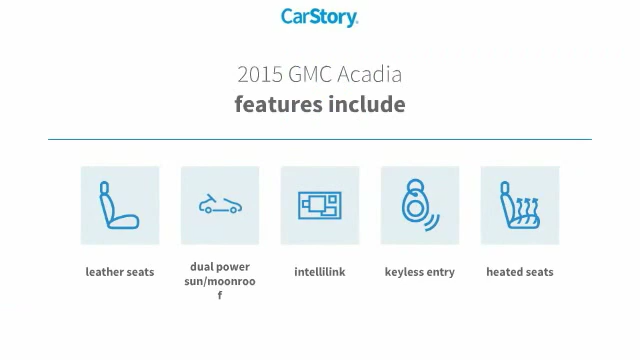 CarStory.
2015 GMC Acadia
features include
leather seats
dual power
sun/moonroo
f
intellilink
keyless entry
heated seats